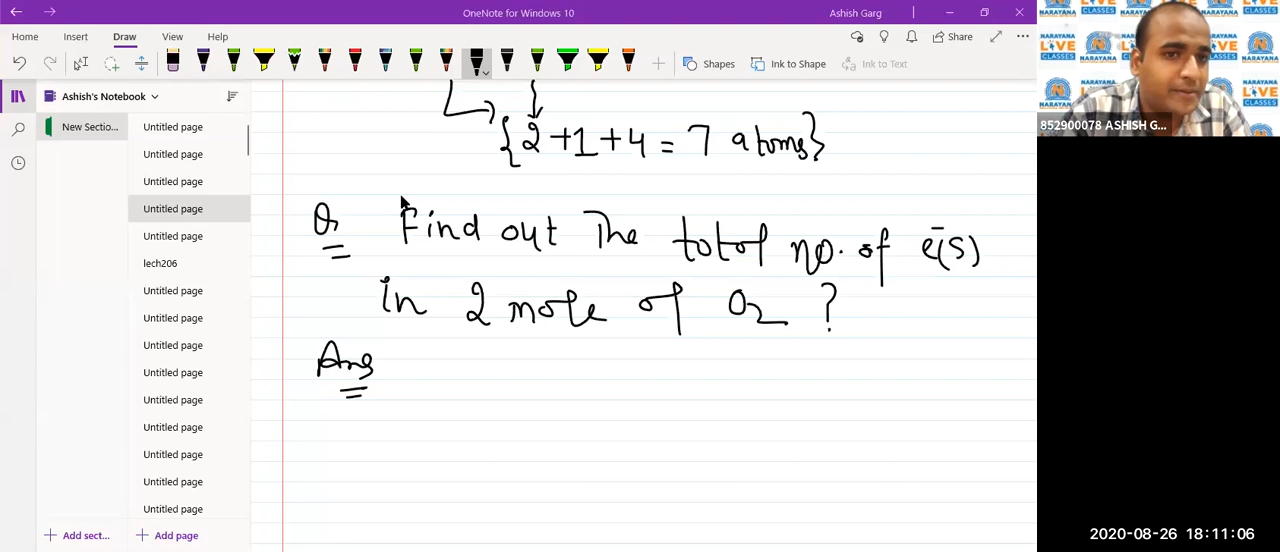 OneNote for Windows 10
Ashish Garg
Home Insert Draw View Help
Share
Shapes Ink to Shape Ink to Text
Ashish's Notebook
New Sectio...
Untitled page
Untitled page
Untitled page
Untitled page
Untitled page
lech206
Untitled page
Untitled page
Untitled page
Untitled page
Untitled page
Untitled page
Untitled page
Untitled page
Untitled page
Add sect...
Add page
{2+1+4 = 7 atoms}
Q Find out The total no. of e̅(s)
in 2 mole of O2 ?
Ans
NARAYANA LIVE CLASSES
852900078 ASHISH G...
2020-08-26 18:11:06